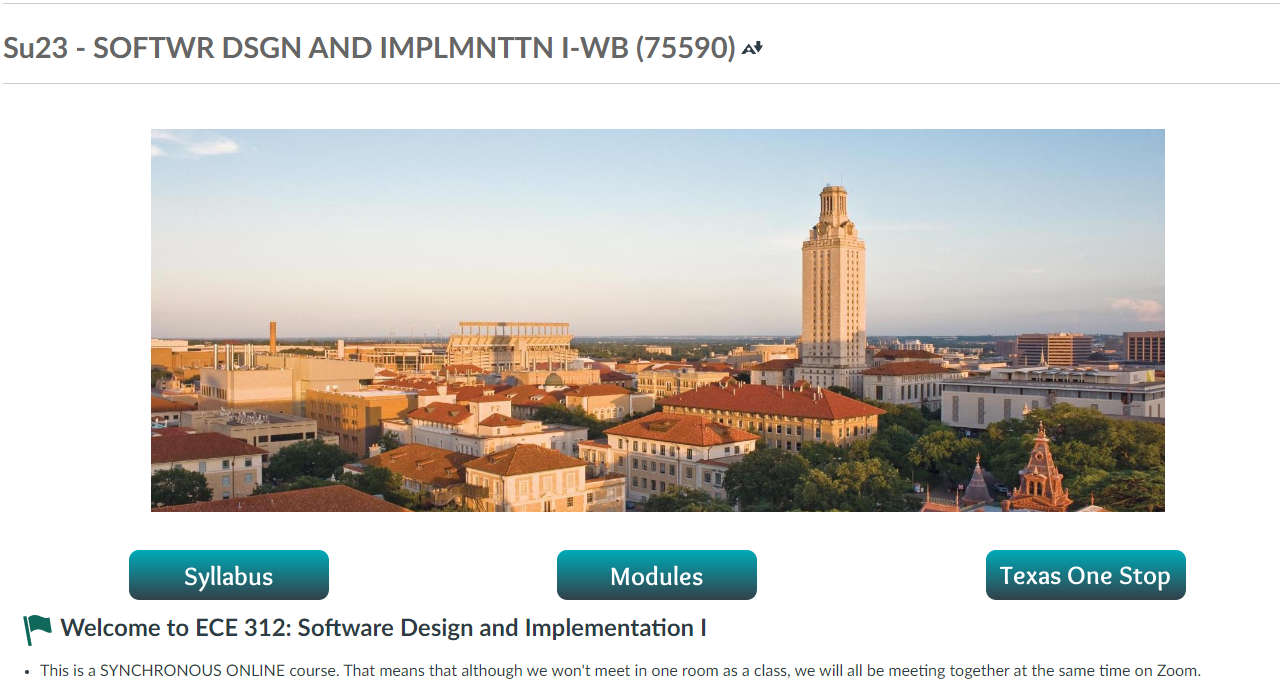 Su23 - SOFTWR DSGN AND IMPLMNTTN I-WB (75590)
Syllabus
Modules
Texas One Stop
Welcome to ECE 312: Software Design and Implementation I
• This is a SYNCHRONOUS ONLINE course. That means that although we won't meet in one room as a class, we will all be meeting together at the same time on Zoom.